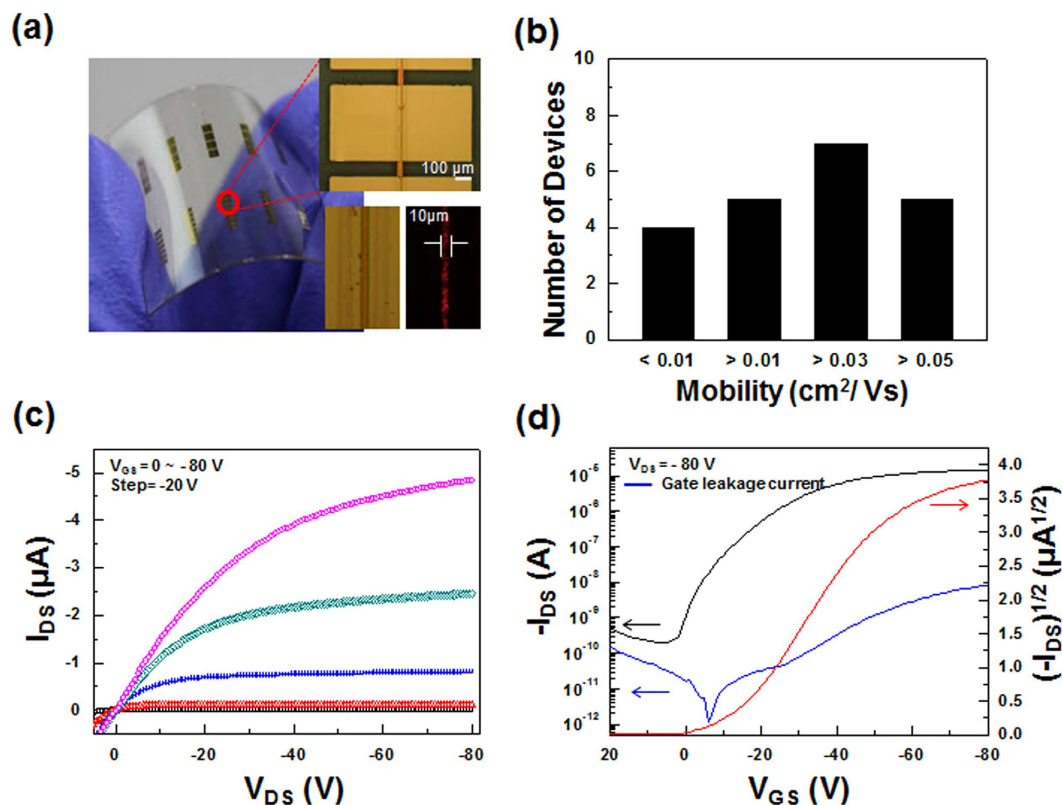 (a)
100 µm
10µm
(b)
Number of Devices
10
8
6
4
2
0
< 0.01 > 0.01 > 0.03 > 0.05
Mobility (cm²/ Vs)
(c)
V_GS = 0 ~ - 80 V
Step= -20 V
I_DS (µA)
-5
-4
-3
-2
-1
0
0 -20 -40 -60 -80
V_DS (V)
(d)
V_DS = - 80 V
Gate leakage current
-I_DS (A)
10⁻⁶
10⁻⁷
10⁻⁸
10⁻⁹
10⁻¹⁰
10⁻¹¹
10⁻¹²
20 0 -20 -40 -60 -80
V_GS (V)
4.0
3.5
3.0
2.5
2.0
1.5
1.0
0.5
0.0
(-I_DS)^1/2 (µA^1/2)